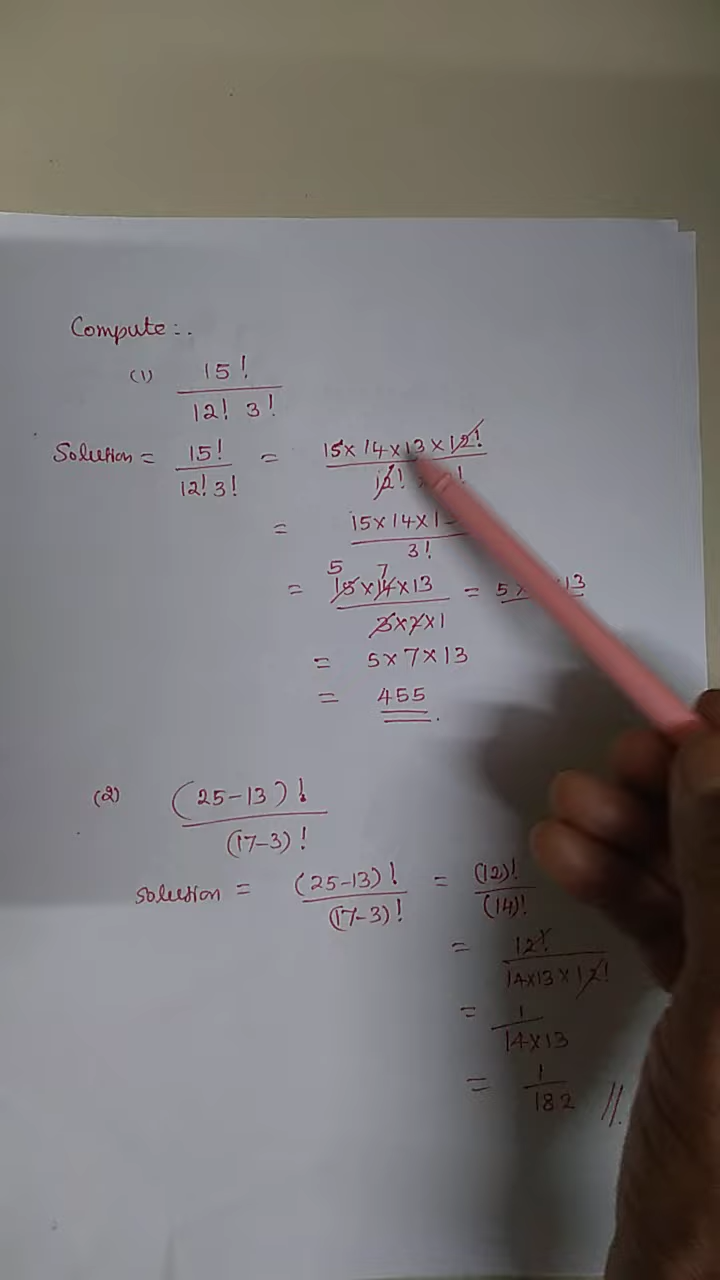 Compute:.
(1) 15! / 12! 3!
Solution = 15! / 12! 3! = 15×14×13×12! / 12! !
= 15×14×1 / 3!
= 15×14×13 / 3×2×1 = 5 13
5 7
= 5×7×13
= 455.
(2) (25-13)! / (17-3)!
Solution = (25-13)! / (17-3)! = (12)! / (14)!
= 12! / 14×13×12!
= 1 / 14×13
= 1 / 182 //.